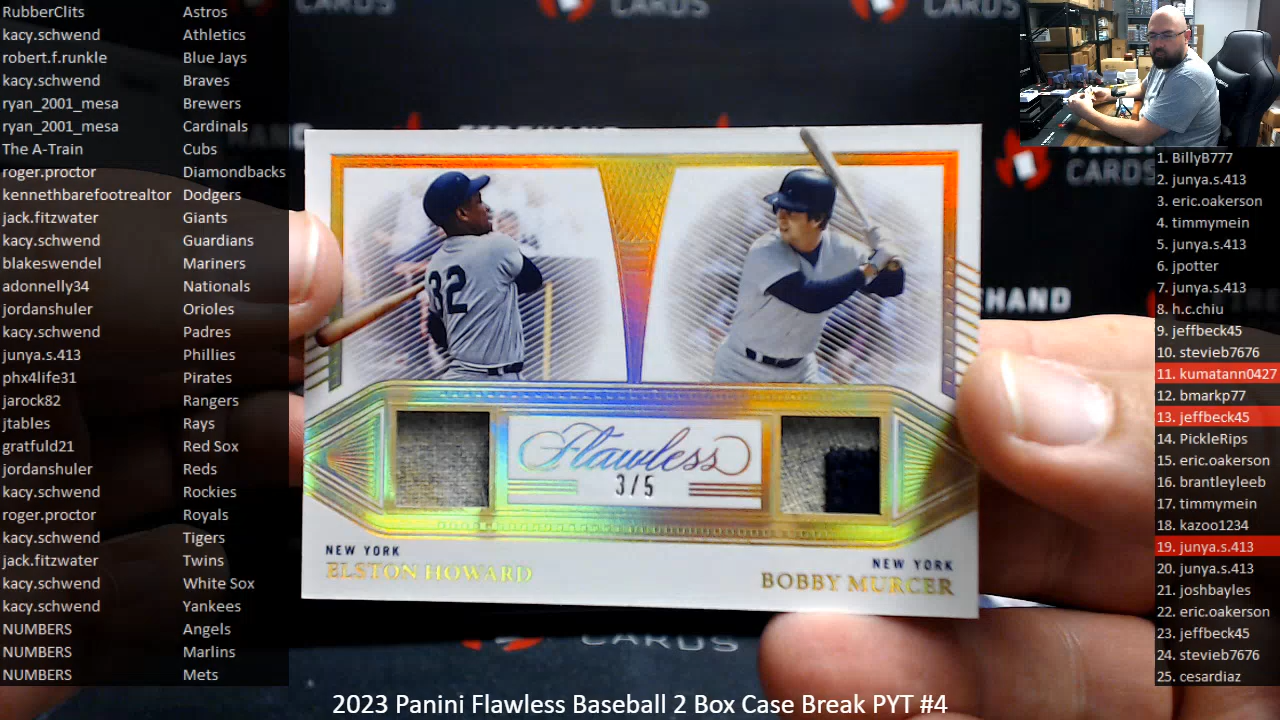 RubberClits Astros
kacy.schwend Athletics
robert.f.runkle Blue Jays
kacy.schwend Braves
ryan_2001_mesa Brewers
ryan_2001_mesa Cardinals
The A-Train Cubs
roger.proctor Diamondbacks
kennethbarefootrealtor Dodgers
jack.fitzwater Giants
kacy.schwend Guardians
blakeswendel Mariners
adonnelly34 Nationals
jordanshuler Orioles
kacy.schwend Padres
junya.s.413 Phillies
phx4life31 Pirates
jarock82 Rangers
jtables Rays
gratfuld21 Red Sox
jordanshuler Reds
kacy.schwend Rockies
roger.proctor Royals
kacy.schwend Tigers
jack.fitzwater Twins
kacy.schwend White Sox
kacy.schwend Yankees
NUMBERS Angels
NUMBERS Marlins
NUMBERS Mets
CARDS
CARDS
CARDS
CARDS
32
Flawless
3/5
NEW YORK
ELSTON HOWARD
NEW YORK
BOBBY MURCER
CARDS
1. BillyB777
2. junya.s.413
3. eric.oakerson
4. timmymein
5. junya.s.413
6. jpotter
7. junya.s.413
8. h.c.chiu
9. jeffbeck45
10. stevieb7676
11. kumatann0427
12. bmarkp77
13. jeffbeck45
14. PickleRips
15. eric.oakerson
16. brantleyleeb
17. timmymein
18. kazoo1234
19. junya.s.413
20. junya.s.413
21. joshbayles
22. eric.oakerson
23. jeffbeck45
24. stevieb7676
25. cesardiaz
2023 Panini Flawless Baseball 2 Box Case Break PYT #4